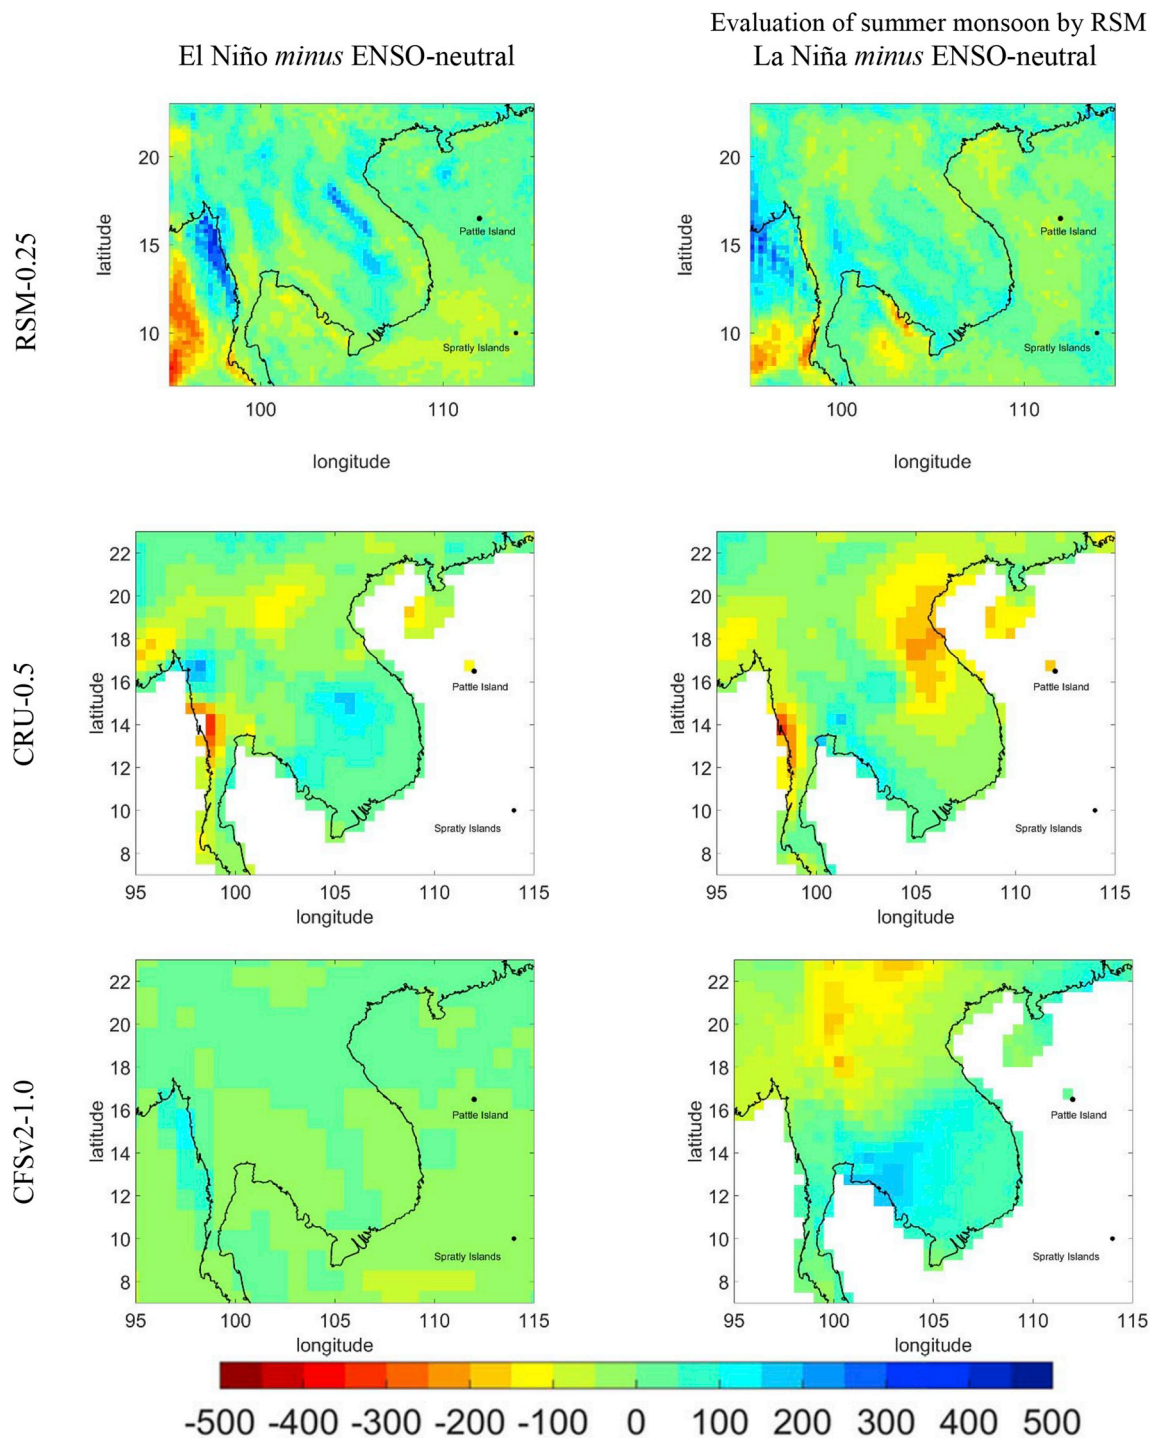 Evaluation of summer monsoon by RSM
El Niño minus ENSO-neutral
La Niña minus ENSO-neutral
RSM-0.25
latitude
20
15
10
Pattle Island
Spratly Islands
100
110
longitude
latitude
20
15
10
Pattle Island
Spratly Islands
100
110
longitude
CRU-0.5
latitude
22
20
18
16
14
12
10
8
Pattle Island
Spratly Islands
95
100
105
110
115
longitude
latitude
22
20
18
16
14
12
10
8
Pattle Island
Spratly Islands
95
100
105
110
115
longitude
CFSv2-1.0
latitude
22
20
18
16
14
12
10
8
Pattle Island
Spratly Islands
95
100
105
110
115
longitude
latitude
22
20
18
16
14
12
10
8
Pattle Island
Spratly Islands
95
100
105
110
115
longitude
-500 -400 -300 -200 -100 0 100 200 300 400 500